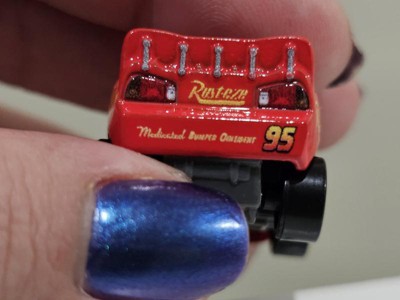 Rust-eze
Medicated Bumper Ointment 95